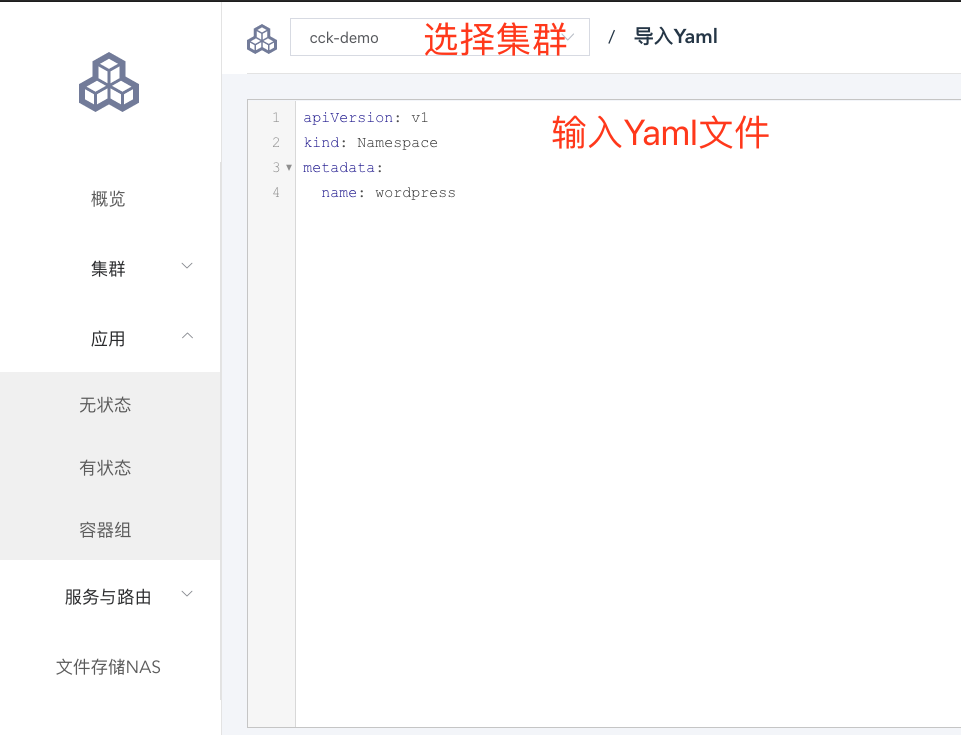 cck-demo 选择集群 / 导入Yaml
概览
集群
应用
无状态
有状态
容器组
服务与路由
文件存储NAS
输入Yaml文件
1 apiVersion: v1
2 kind: Namespace
3 metadata:
4   name: wordpress